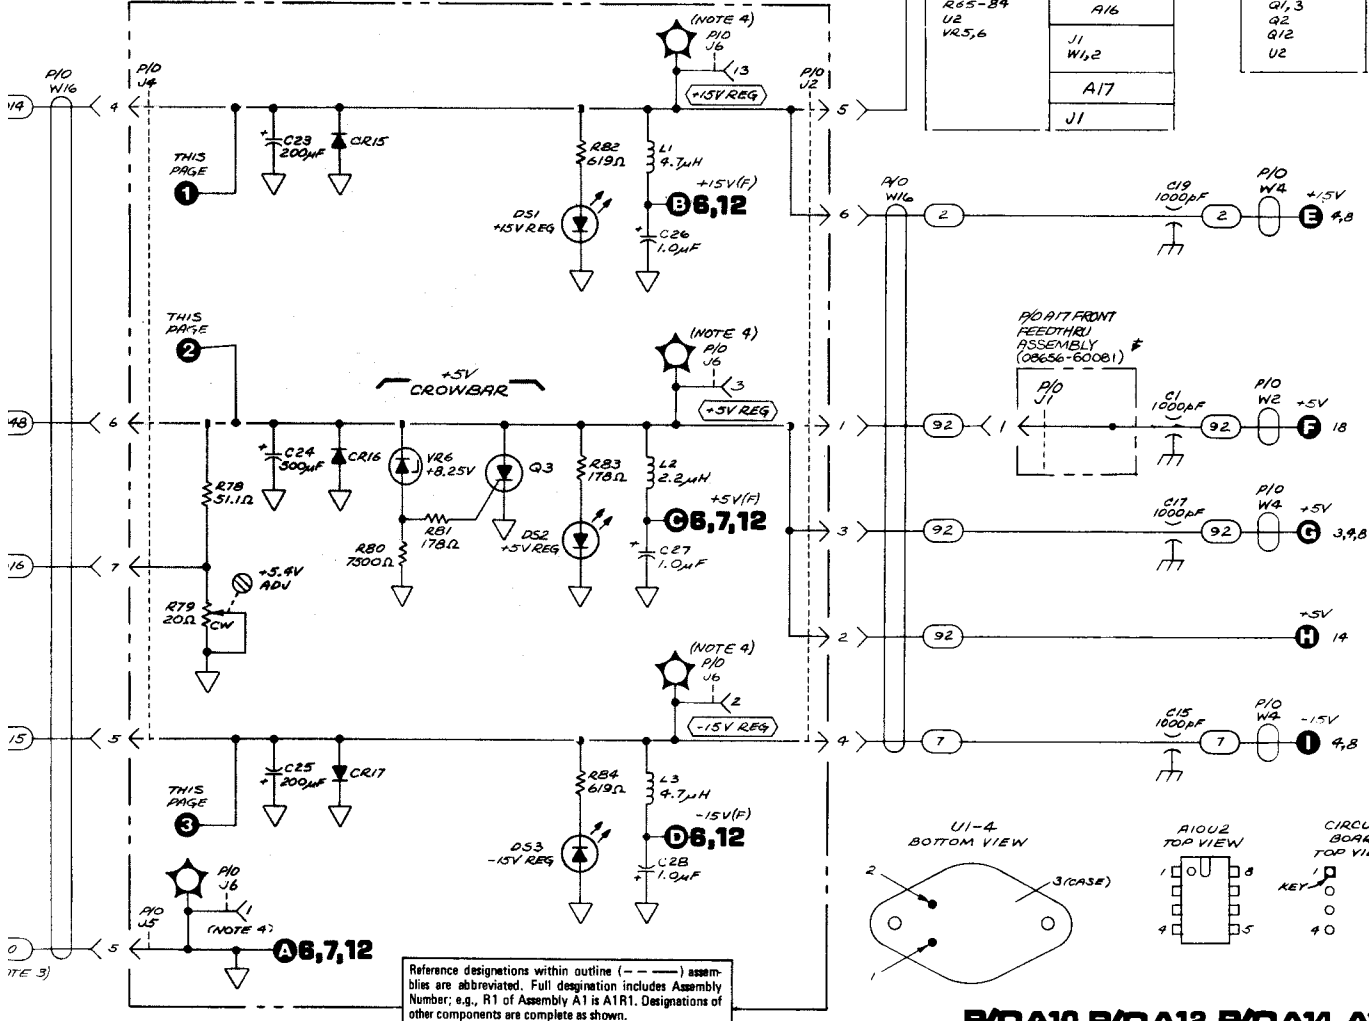 R65-84
U2
VR5,6
A16
J1
W1,2
A17
J1
Q1,3
Q2
Q12
U2
(NOTE 4)
P/O
J6
13
+15V REG
P/O
W16
P/O
J4
P/O
J2
4
5
THIS
PAGE
1
C23
200µF
CR15
R82
619Ω
L1
4.7µH
+15V(F)
B 6,12
DS1
+15V REG
C26
1.0µF
6
P/O
W16
2
C19
1000pF
2
P/O
W4
+15V
E 4,8
THIS
PAGE
2
+5V
CROWBAR
(NOTE 4)
P/O
J6
3
+5V REG
P/O A17 FRONT
FEEDTHRU
ASSEMBLY
(08656-60081)
P/O
J1
6
1
92
1
C1
1000pF
92
P/O
W2
+5V
F 18
C24
500µF
CR16
VR6
+8.25V
Q3
R83
178Ω
L2
2.2µH
R78
51.1Ω
+5V(F)
C 6,7,12
R81
178Ω
R80
7500Ω
DS2
+5V REG
C27
1.0µF
3
92
C17
1000pF
92
P/O
W4
+5V
G 3,4,8
7
+5.4V
ADJ
R79
20Ω
CW
2
92
+5V
H 14
(NOTE 4)
P/O
J6
2
-15V REG
5
4
7
C15
1000pF
7
P/O
W4
-15V
I 4,8
THIS
PAGE
3
C25
200µF
CR17
R84
619Ω
L3
4.7µH
-15V(F)
D 6,12
DS3
-15V REG
C28
1.0µF
P/O
J6
1
(NOTE 4)
P/O
J5
5
A 6,7,12
U1-4
BOTTOM VIEW
2
3 (CASE)
1
A10U2
TOP VIEW
1
8
4
5
KEY
1
4
Reference designations within outline (-- — —) assem-
blies are abbreviated. Full desgination includes Assembly
Number; e.g., R1 of Assembly A1 is A1R1. Designations of
other components are complete as shown.